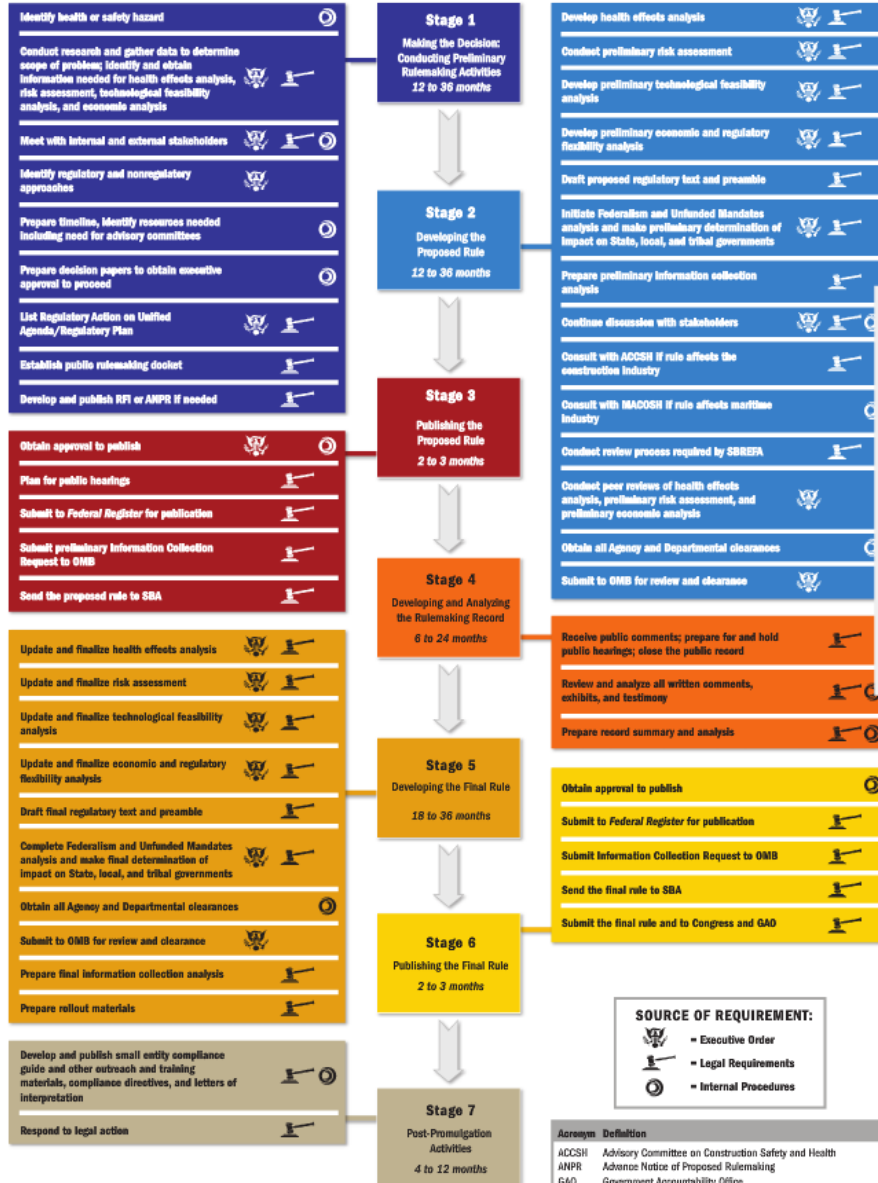 Identify health or safety hazard
Conduct research and gather data to determine
scope of problem; identify and obtain
information needed for health effects analysis,
risk assessment, technological feasibility
analysis, and economic analysis
Meet with internal and external stakeholders
Identify regulatory and nonregulatory
approaches
Prepare timeline, identify resources needed
including need for advisory committees
Prepare decision papers to obtain executive
approval to proceed
List Regulatory Action on Unified
Agenda/Regulatory Plan
Establish public rulemaking docket
Develop and publish RFI or ANPR if needed
Stage 1
Making the Decision:
Conducting Preliminary
Rulemaking Activities
12 to 36 months
Stage 2
Developing the
Proposed Rule
12 to 36 months
Develop health effects analysis
Conduct preliminary risk assessment
Develop preliminary technological feasibility
analysis
Develop preliminary economic and regulatory
flexibility analysis
Draft proposed regulatory text and preamble
Initiate Federalism and Unfunded Mandates
analysis and make preliminary determination of
impact on State, local, and tribal governments
Prepare preliminary information collection
analysis
Continue discussion with stakeholders
Consult with ACCSH if rule affects the
construction industry
Consult with MACOSH if rule affects maritime
industry
Conduct review process required by SBREFA
Conduct peer reviews of health effects
analysis, preliminary risk assessment, and
preliminary economic analysis
Obtain all Agency and Departmental clearances
Submit to OMB for review and clearance
Stage 3
Publishing the
Proposed Rule
2 to 3 months
Obtain approval to publish
Plan for public hearings
Submit to Federal Register for publication
Submit preliminary Information Collection
Request to OMB
Send the proposed rule to SBA
Stage 4
Developing and Analyzing
the Rulemaking Record
6 to 24 months
Receive public comments; prepare for and hold
public hearings; close the public record
Review and analyze all written comments,
exhibits, and testimony
Prepare record summary and analysis
Update and finalize health effects analysis
Update and finalize risk assessment
Update and finalize technological feasibility
analysis
Update and finalize economic and regulatory
flexibility analysis
Draft final regulatory text and preamble
Complete Federalism and Unfunded Mandates
analysis and make final determination of
impact on State, local, and tribal governments
Obtain all Agency and Departmental clearances
Submit to OMB for review and clearance
Prepare final information collection analysis
Prepare rollout materials
Stage 5
Developing the Final Rule
18 to 36 months
Stage 6
Publishing the Final Rule
2 to 3 months
Obtain approval to publish
Submit to Federal Register for publication
Submit Information Collection Request to OMB
Send the final rule to SBA
Submit the final rule and to Congress and GAO
Develop and publish small entity compliance
guide and other outreach and training
materials, compliance directives, and letters of
interpretation
Respond to legal action
Stage 7
Post-Promulgation
Activities
4 to 12 months
SOURCE OF REQUIREMENT:
= Executive Order
= Legal Requirements
= Internal Procedures
Acronym Definition
ACCSH Advisory Committee on Construction Safety and Health
ANPR Advance Notice of Proposed Rulemaking
GAO Government Accountability Office